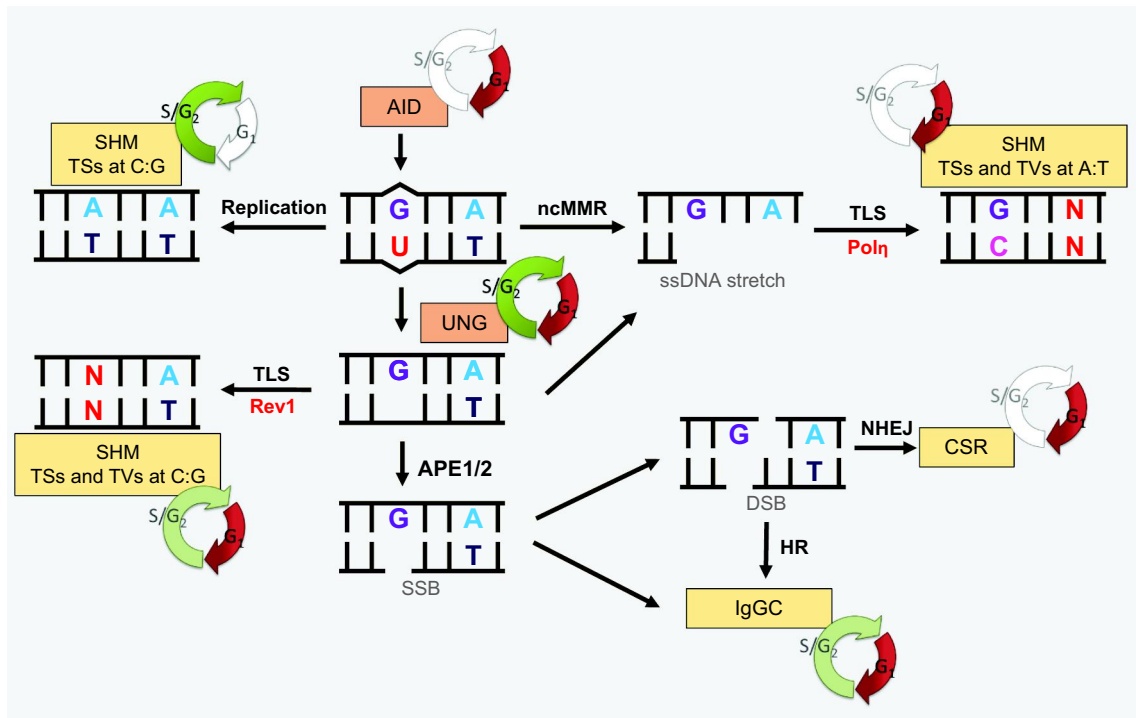 S/G2
G1
AID
S/G2
G1
SHM
TSs at C:G
S/G2
G1
SHM
TSs and TVs at A:T
A A
T T
Replication
G A
U T
ncMMR
G A
ssDNA stretch
TLS
Polη
G N
C N
S/G2
G1
UNG
N A
N T
TLS
Rev1
G A
T
SHM
TSs and TVs at C:G
S/G2
G1
APE1/2
G A
T
SSB
G A
T
DSB
NHEJ
CSR
S/G2
G1
HR
IgGC
S/G2
G1